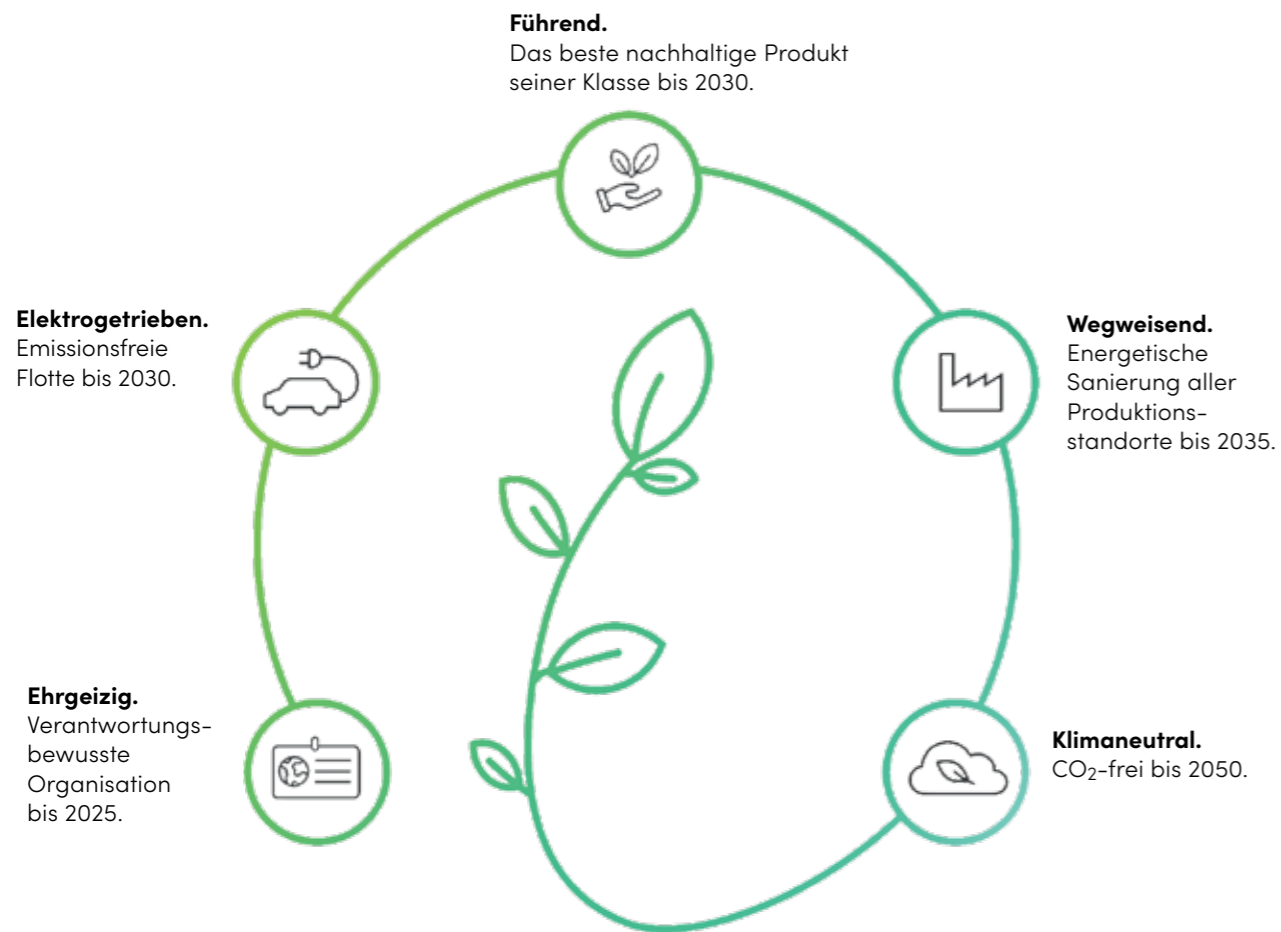 Führend.
Das beste nachhaltige Produkt
seiner Klasse bis 2030.
Elektrogetrieben.
Emissionsfreie
Flotte bis 2030.
Wegweisend.
Energetische
Sanierung aller
Produktions-
standorte bis 2035.
Ehrgeizig.
Verantwortungs-
bewusste
Organisation
bis 2025.
Klimaneutral.
CO₂-frei bis 2050.